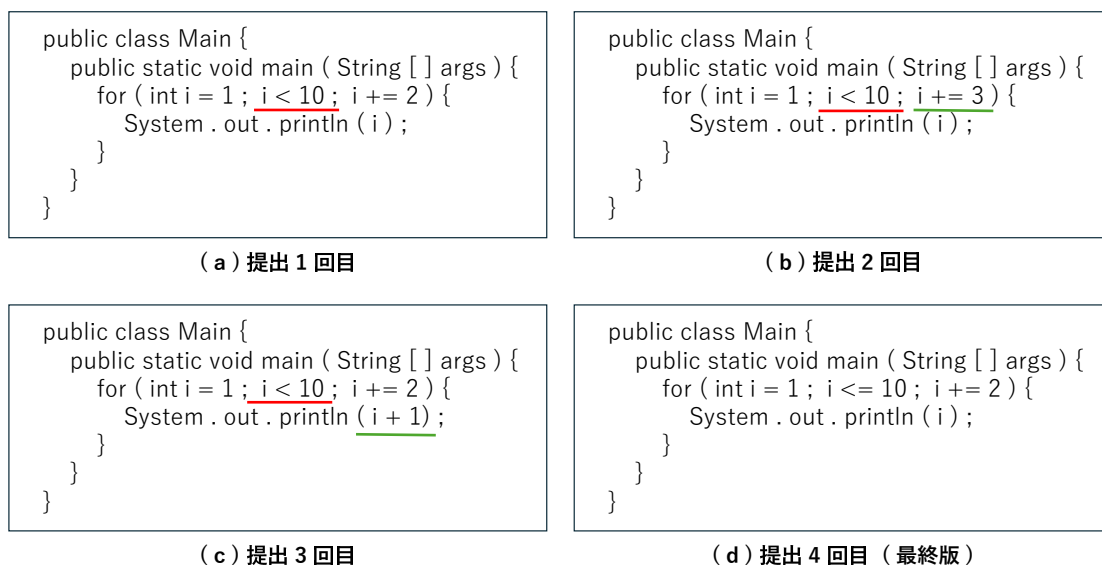 public class Main {
public static void main ( String [ ] args ) {
for ( int i = 1 ; i < 10 ; i += 2 ) {
System . out . println ( i ) ;
}
}
}
( a ) 提出 1 回目
public class Main {
public static void main ( String [ ] args ) {
for ( int i = 1 ; i < 10 ; i += 3 ) {
System . out . println ( i ) ;
}
}
}
( b ) 提出 2 回目
public class Main {
public static void main ( String [ ] args ) {
for ( int i = 1 ; i < 10 ; i += 2 ) {
System . out . println ( i + 1) ;
}
}
}
( c ) 提出 3 回目
public class Main {
public static void main ( String [ ] args ) {
for ( int i = 1 ; i <= 10 ; i += 2 ) {
System . out . println ( i ) ;
}
}
}
( d ) 提出 4 回目 ( 最終版 )